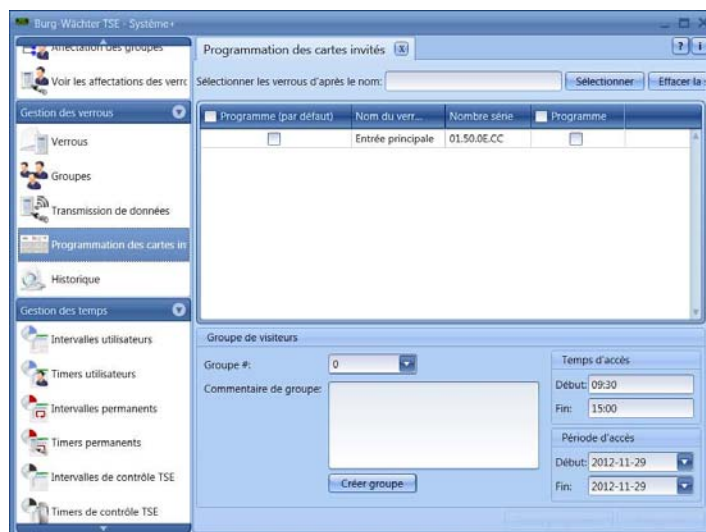 Burg-Wächter TSE - Système+
Affectation des groupes
Voir les affectations des verro
Gestion des verrous
Verrous
Groupes
Transmission de données
Programmation des cartes in
Historique
Gestion des temps
Intervalles utilisateurs
Timers utilisateurs
Intervalles permanents
Timers permanents
Intervalles de contrôle TSE
Timers de contrôle TSE
Programmation des cartes invités
? i
Sélectionner les verrous d'après le nom:
Sélectionner
Effacer la s
Programme (par défaut) Nom du verr... Nombre série Programme
Entrée principale 01.50.0E.CC
Groupe de visiteurs
Groupe #: 0
Commentaire de groupe:
Créer groupe
Temps d'accès
Début: 09:30
Fin: 15:00
Période d'accès
Début: 2012-11-29
Fin: 2012-11-29